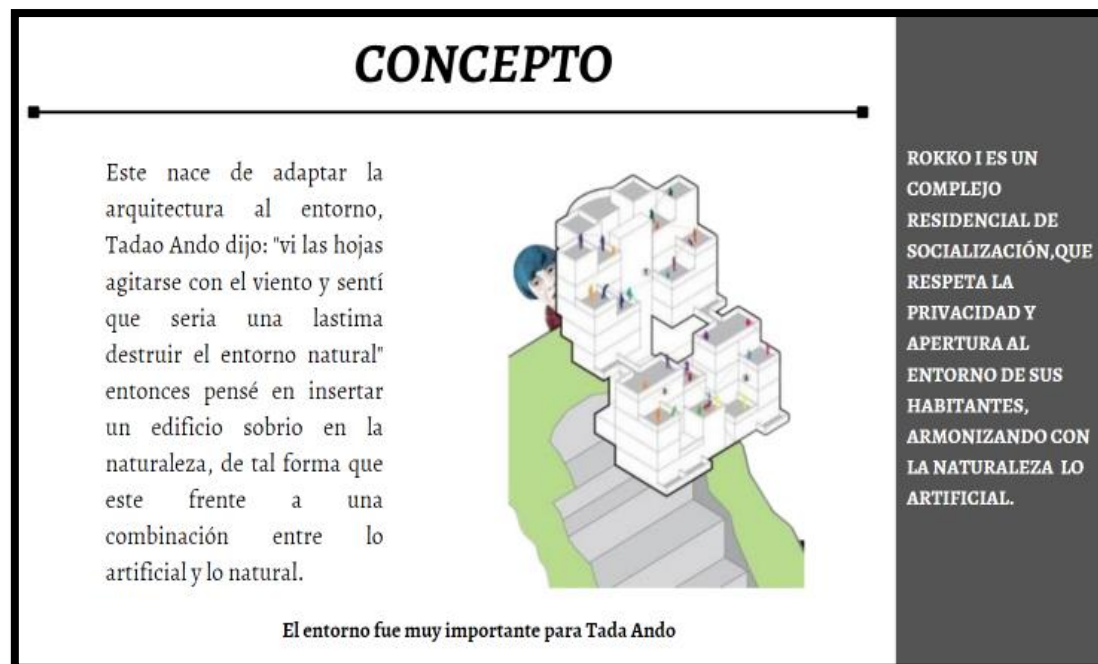 CONCEPTO
Este nace de adaptar la
arquitectura al entorno,
Tadao Ando dijo: "vi las hojas
agitarse con el viento y sentí
que seria una lastima
destruir el entorno natural"
entonces pensé en insertar
un edificio sobrio en la
naturaleza, de tal forma que
este frente a una
combinación entre lo
artificial y lo natural.
El entorno fue muy importante para Tada Ando
ROKKO I ES UN
COMPLEJO
RESIDENCIAL DE
SOCIALIZACIÓN,QUE
RESPETA LA
PRIVACIDAD Y
APERTURA AL
ENTORNO DE SUS
HABITANTES,
ARMONIZANDO CON
LA NATURALEZA LO
ARTIFICIAL.